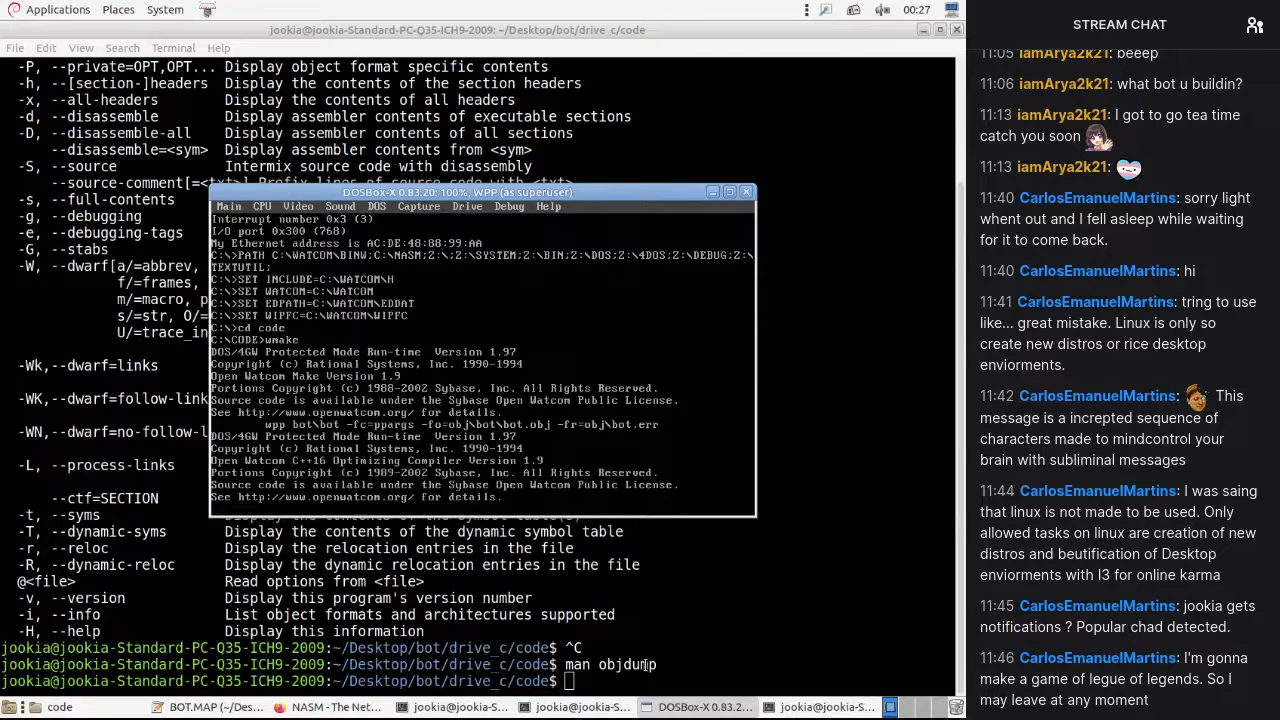 Applications Places System 00:27
jookia@jookia-Standard-PC-Q35-ICH9-2009: ~/Desktop/bot/drive_c/code
File Edit View Search Terminal Help
-P, --private=OPT,OPT... Display object format specific contents
-h, --[section-]headers Display the contents of the section headers
-x, --all-headers Display the contents of all headers
-d, --disassemble Display assembler contents of executable sections
-D, --disassemble-all Display assembler contents of all sections
--disassemble=<sym> Display assembler contents from <sym>
-S, --source Intermix source code with disassembly
--source-comment[=<txt>] Prefix lines of source code with <txt>
-s, --full-contents
-g, --debugging
-e, --debugging-tags
-G, --stabs
-W, --dwarf[a/=abbrev,
f/=frames,
m/=macro, p
s/=str, O/=
U/=trace_in
-Wk,--dwarf=links
-WK,--dwarf=follow-link
-WN,--dwarf=no-follow-l
-L, --process-links
--ctf=SECTION
-t, --syms Display the contents of the symbol table(s)
-T, --dynamic-syms Display the contents of the dynamic symbol table
-r, --reloc Display the relocation entries in the file
-R, --dynamic-reloc Display the dynamic relocation entries in the file
@<file> Read options from <file>
-v, --version Display this program's version number
-i, --info List object formats and architectures supported
-H, --help Display this information
jookia@jookia-Standard-PC-Q35-ICH9-2009:~/Desktop/bot/drive_c/code$ ^C
jookia@jookia-Standard-PC-Q35-ICH9-2009:~/Desktop/bot/drive_c/code$ man objdump
jookia@jookia-Standard-PC-Q35-ICH9-2009:~/Desktop/bot/drive_c/code$
DOSBox-X 0.83.20: 100%, WPP (as superuser)
Main CPU Video Sound DOS Capture Drive Debug Help
Interrupt number 0x3 (3)
I/O port 0x300 (768)
My Ethernet address is AC:DE:48:88:99:AA
C:\>PATH C:\WATCOM\BINW;C:\MASM;Z:\;Z:\SYSTEM;Z:\BIN;Z:\DOS;Z:\4DOS;Z:\DEBUG;Z:\
TEXTUTIL;
C:\>SET INCLUDE=C:\WATCOM\H
C:\>SET WATCOM=C:\WATCOM
C:\>SET EDPATH=C:\WATCOM\EDDAT
C:\>SET WIPFC=C:\WATCOM\WIPFC
C:\>cd code
C:\CODE>wmake
DOS/4GW Protected Mode Run-time Version 1.97
Copyright (c) Rational Systems, Inc. 1990-1994
Open Watcom Make Version 1.9
Portions Copyright (c) 1988-2002 Sybase, Inc. All Rights Reserved.
Source code is available under the Sybase Open Watcom Public License.
See http://www.openwatcom.org/ for details.
wpp bot\bot -fc=ppargs -fo=obj\bot\bot.obj -fr=obj\bot.err
DOS/4GW Protected Mode Run-time Version 1.97
Copyright (c) Rational Systems, Inc. 1990-1994
Open Watcom C++16 Optimizing Compiler Version 1.9
Portions Copyright (c) 1989-2002 Sybase, Inc. All Rights Reserved.
Source code is available under the Sybase Open Watcom Public License.
See http://www.openwatcom.org/ for details.
code BOT.MAP (~/Des... NASM - The Net... jookia@jookia-S... jookia@jookia-S... DOSBox-X 0.83.2... jookia@jookia-S...
STREAM CHAT
11:05 iamArya2k21: beeep
11:06 iamArya2k21: what bot u buildin?
11:13 iamArya2k21: I got to go tea time
catch you soon
11:13 iamArya2k21:
11:40 CarlosEmanuelMartins: sorry light
whent out and I fell asleep while waiting
for it to come back.
11:40 CarlosEmanuelMartins: hi
11:41 CarlosEmanuelMartins: tring to use
like... great mistake. Linux is only so
create new distros or rice desktop
enviorments.
11:42 CarlosEmanuelMartins: This
message is a increpted sequence of
characters made to mindcontrol your
brain with subliminal messages
11:44 CarlosEmanuelMartins: I was saing
that linux is not made to be used. Only
allowed tasks on linux are creation of new
distros and beutification of Desktop
enviorments with I3 for online karma
11:45 CarlosEmanuelMartins: jookia gets
notifications ? Popular chad detected.
11:46 CarlosEmanuelMartins: I'm gonna
make a game of legue of legends. So I
may leave at any moment